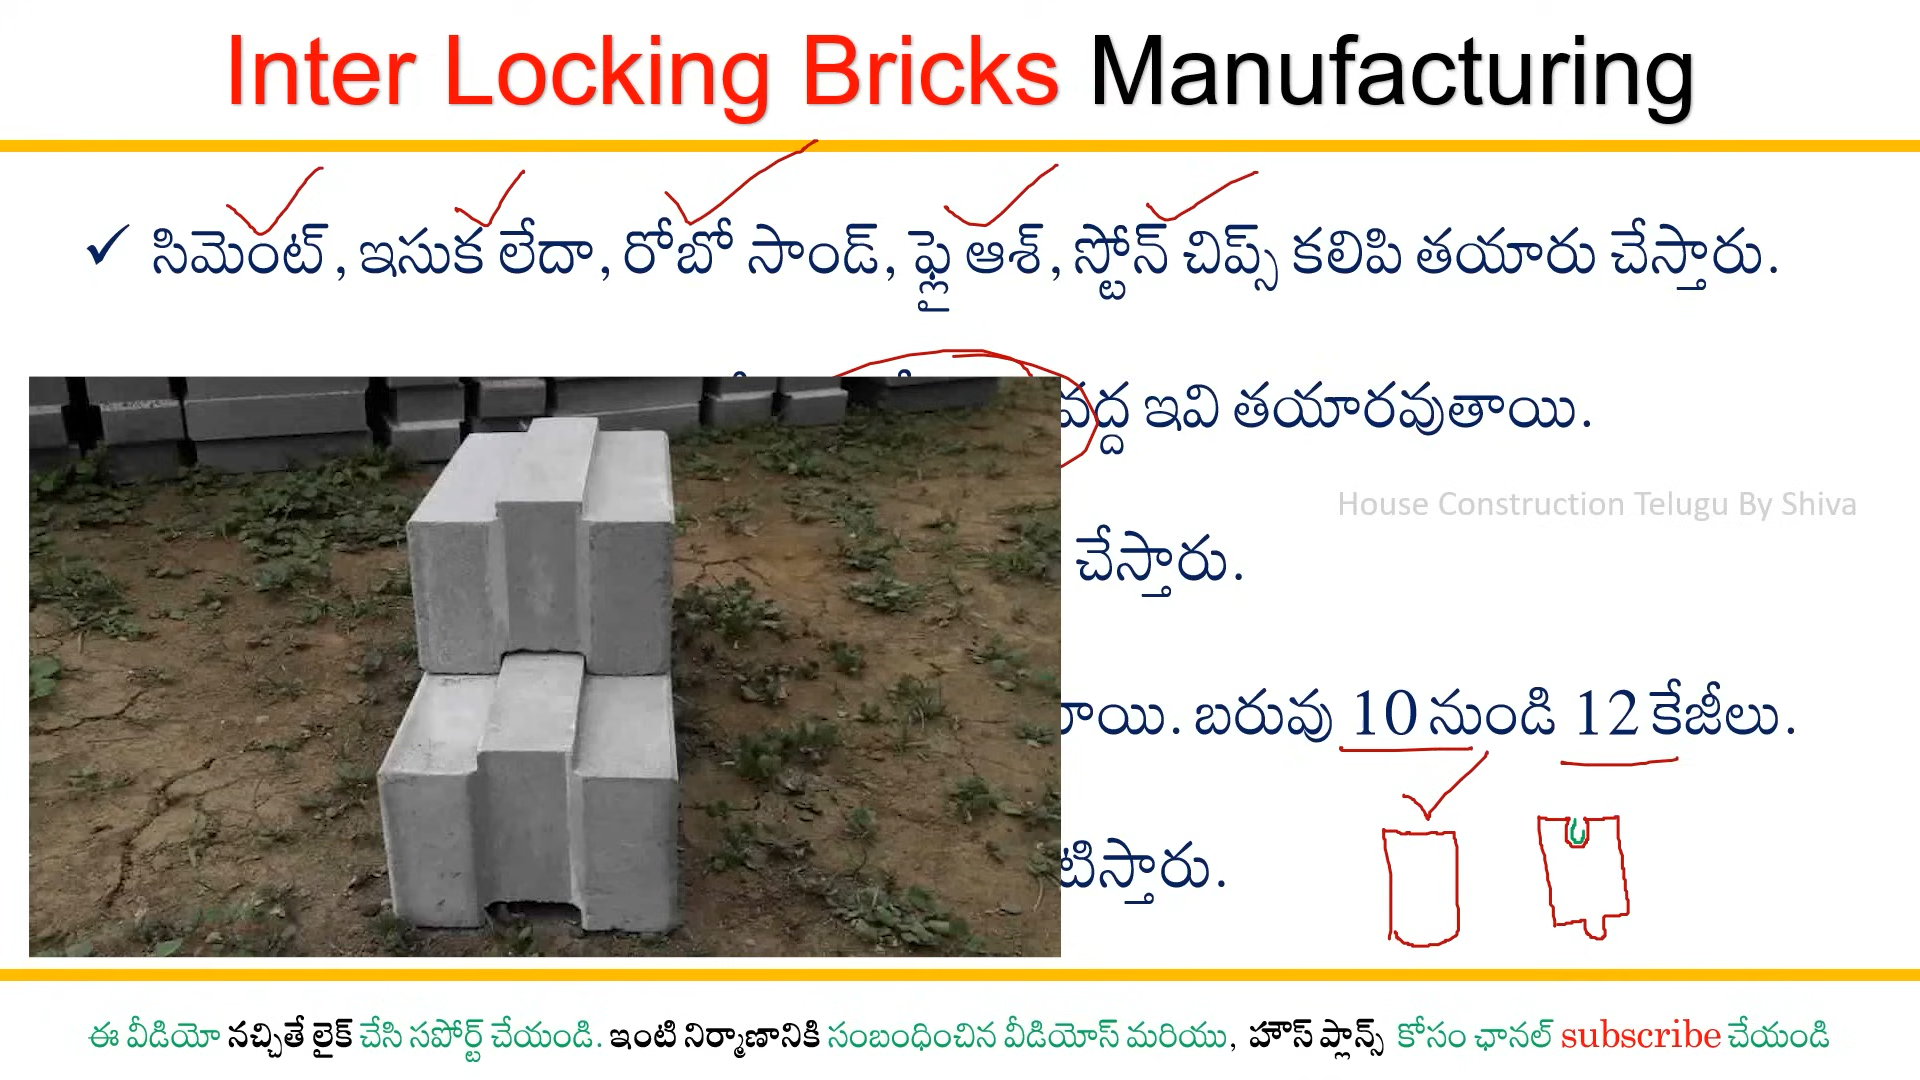 Inter Locking Bricks Manufacturing
✓ సిమెంట్, ఇసుక లేదా, రోబో సాండ్, ఫ్లై ఆశ్, స్టోన్ చిప్స్ కలిపి తయారు చేస్తారు.
వద్ద ఇవి తయారవుతాయి.
House Construction Telugu By Shiva
చేస్తారు.
బరువు 10 నుండి 12 కేజీలు.
ఈ వీడియో నచ్చితే లైక్ చేసి సపోర్ట్ చేయండి. ఇంటి నిర్మాణానికి సంబంధించిన వీడియోస్ మరియు, హౌస్ ప్లాన్స్ కోసం ఛానల్ subscribe చేయండి